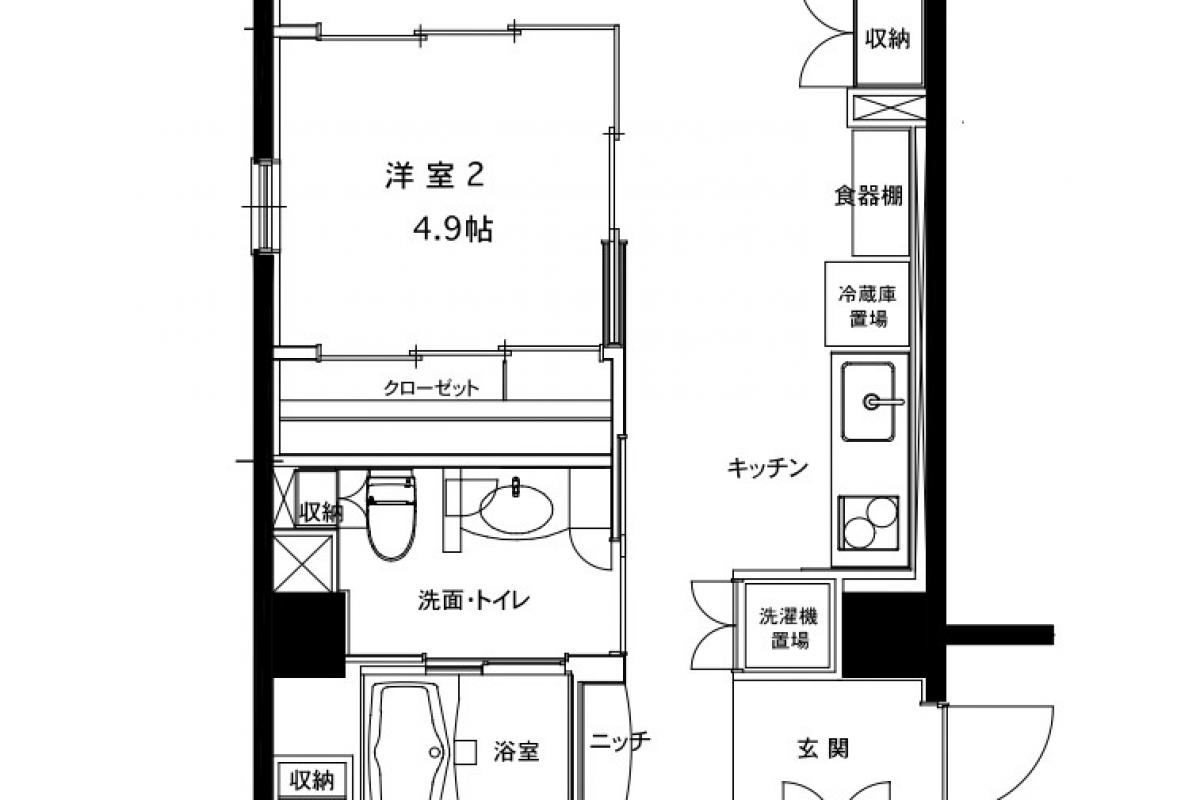 収納
洋室2
4.9帖
食器棚
冷蔵庫
置場
クローゼット
キッチン
収納
洗面・トイレ
洗濯機
置場
ニッチ
浴室
玄関
収納